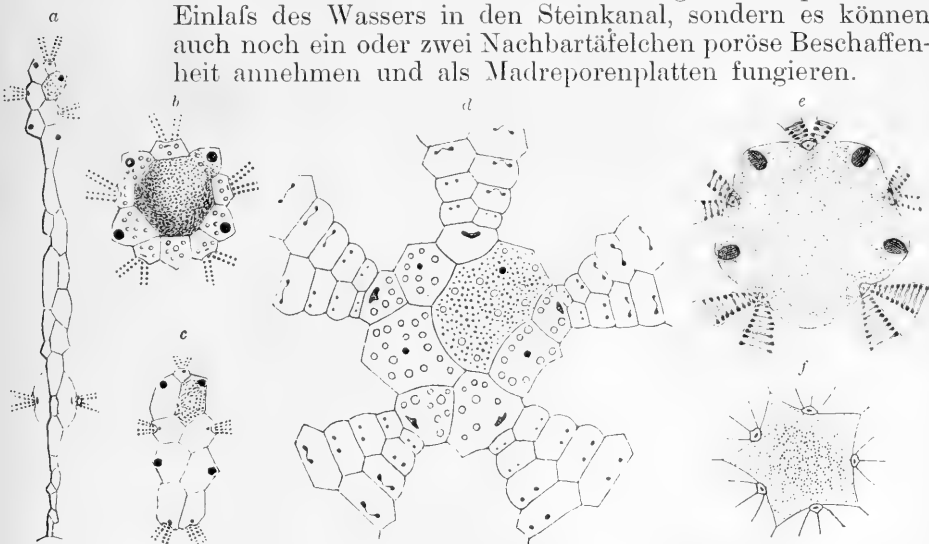 Einlaſs des Wassers in den Steinkanal, sondern es können
auch noch ein oder zwei Nachbartäfelchen poröse Beschaffen-
heit annehmen und als Madreporenplatten fungieren.
a
b
d
e
c
f